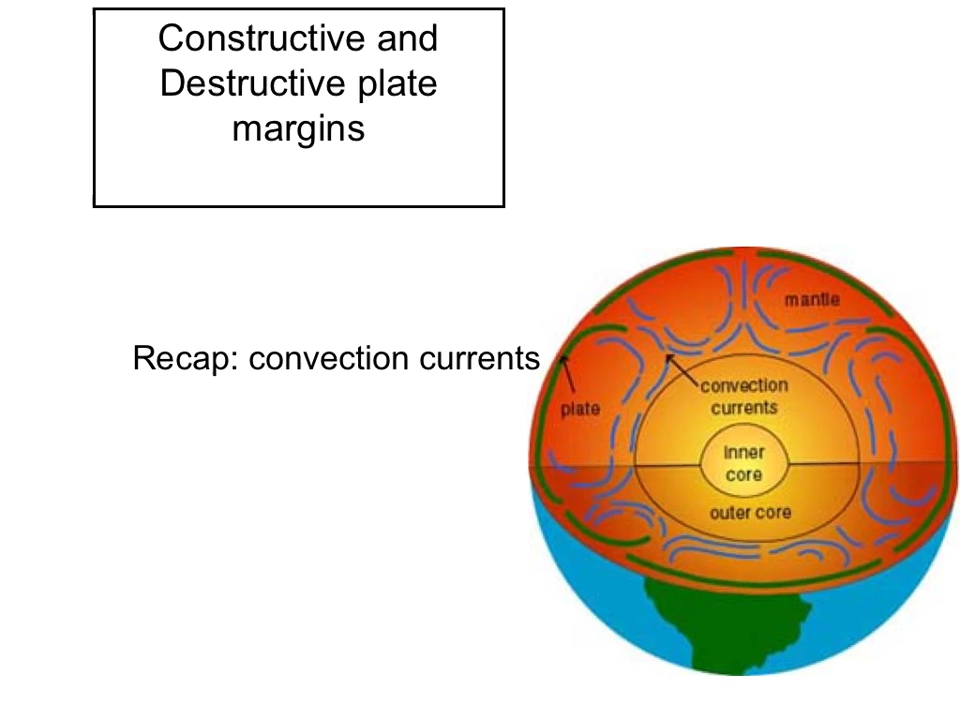 Constructive and
Destructive plate
margins
Recap: convection currents
mantle
plate
convection
currents
inner
core
outer core